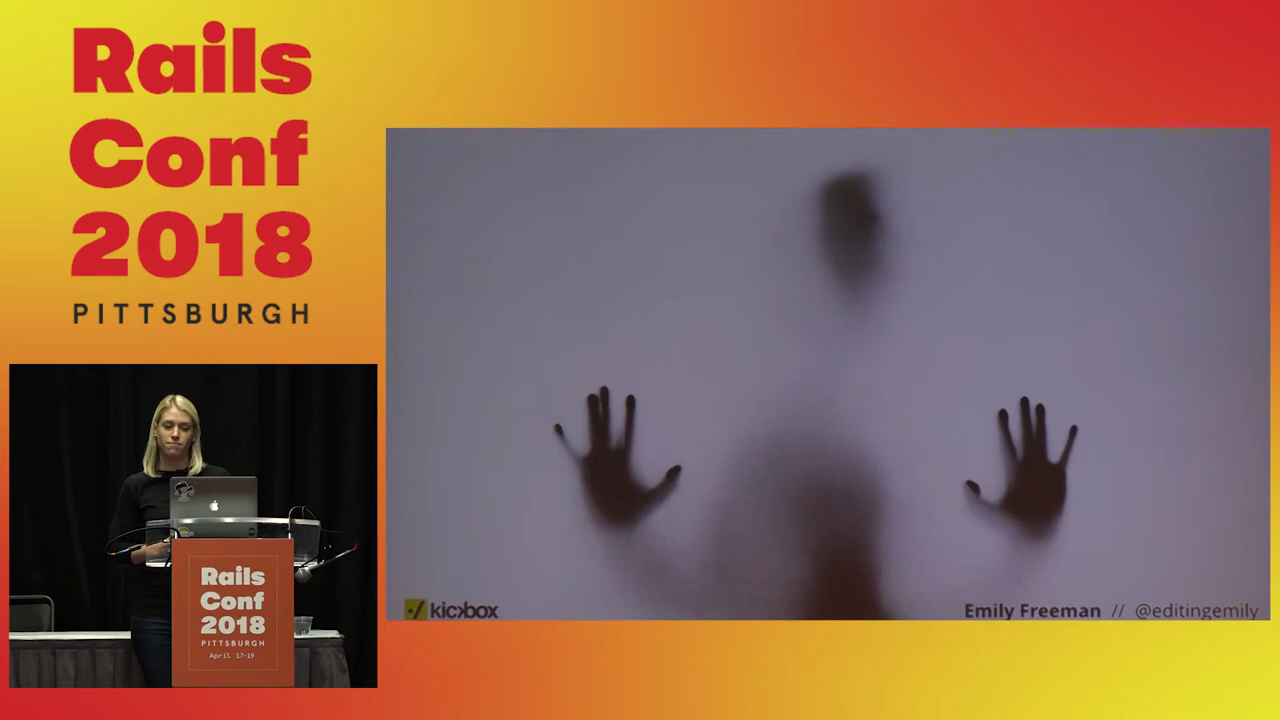 Rails
Conf
2018
PITTSBURGH
Rails
Conf
2018
PITTSBURGH
April 17-19
kickbox
Emily Freeman // @editingemily